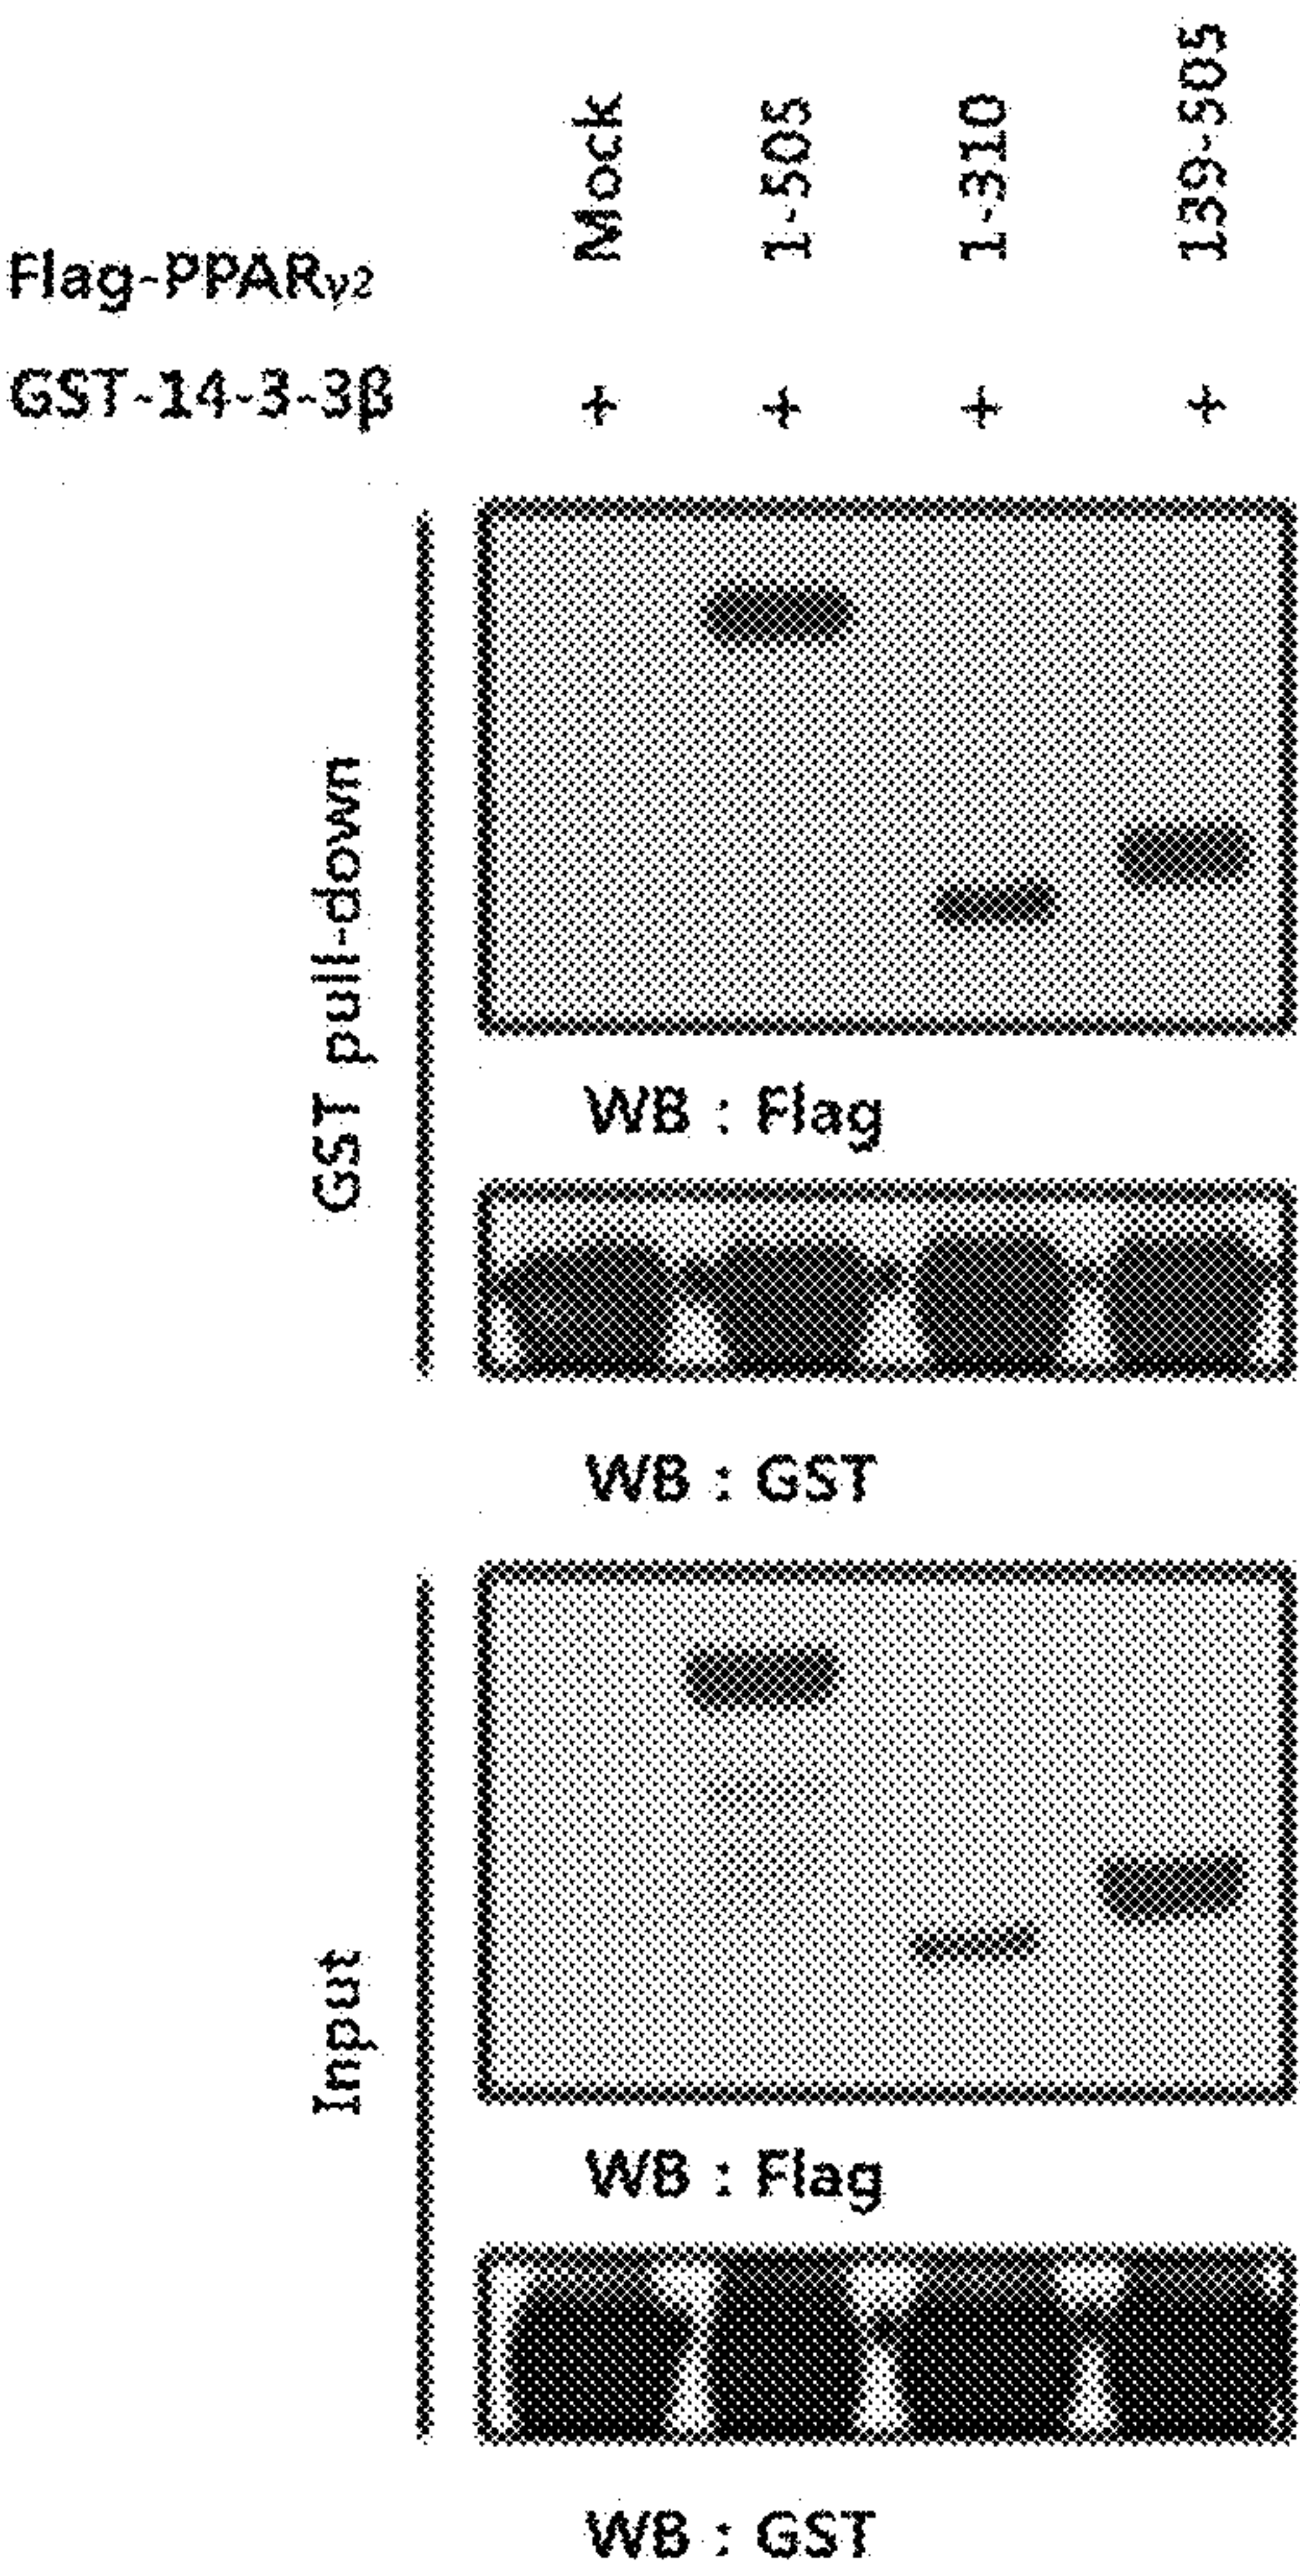 Mock 1-505 1-310 139-505
Flag-PPARγ2
GST-14-3-3β + + + +
GST pull-down
WB : Flag
WB : GST
Input
WB : Flag
WB : GST